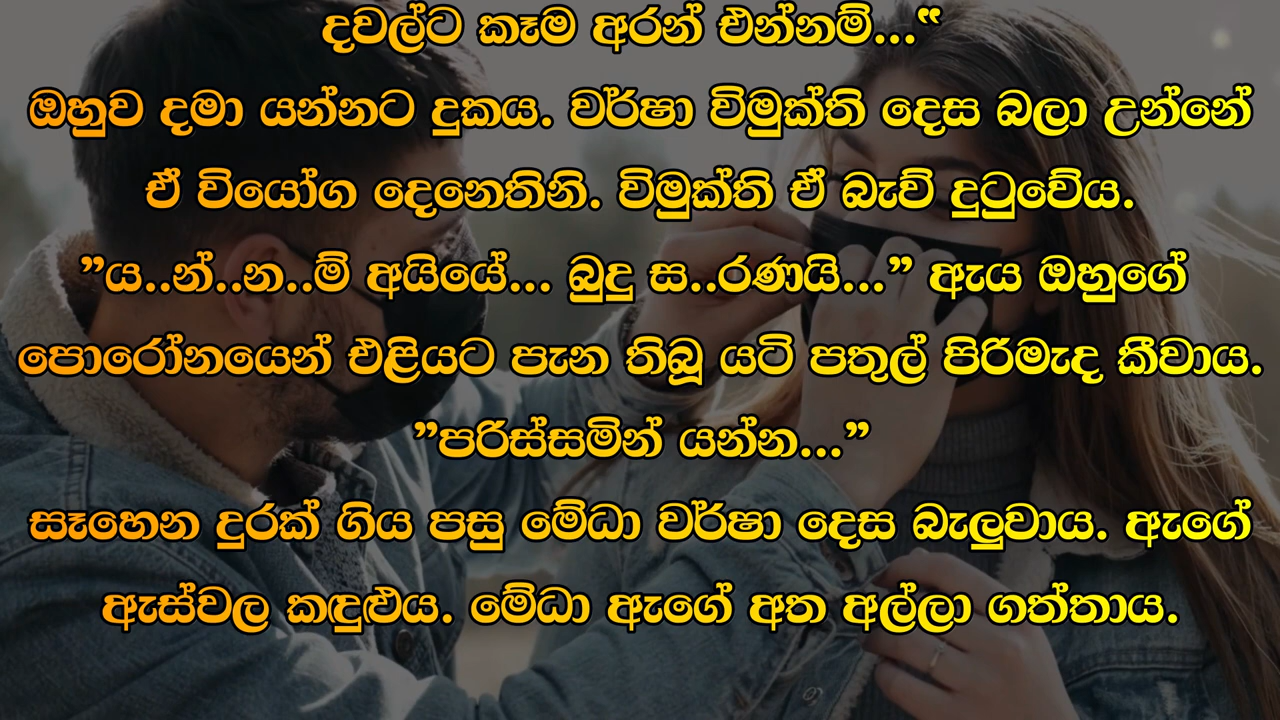 දවල්ට කෑම අරන් එන්නම්...“
ඔහුව දමා යන්නට දුකය. වර්ෂා විමුක්ති දෙස බලා උන්නේ
ඒ වියෝග දෙනෙතිනි. විමුක්ති ඒ බැව් දුටුවේය.
”ය..න්..න..ම් අයියේ... බුදු ස..රණයි...” ඇය ඔහුගේ
පොරෝනයෙන් එළියට පැන තිබූ යටි පතුල් පිරිමැද කීවාය.
”පරිස්සමින් යන්න...”
සෑහෙන දුරක් ගිය පසු මේධා වර්ෂා දෙස බැලුවාය. ඇගේ
ඇස්වල කඳුළුය. මේධා ඇගේ අත අල්ලා ගත්තාය.